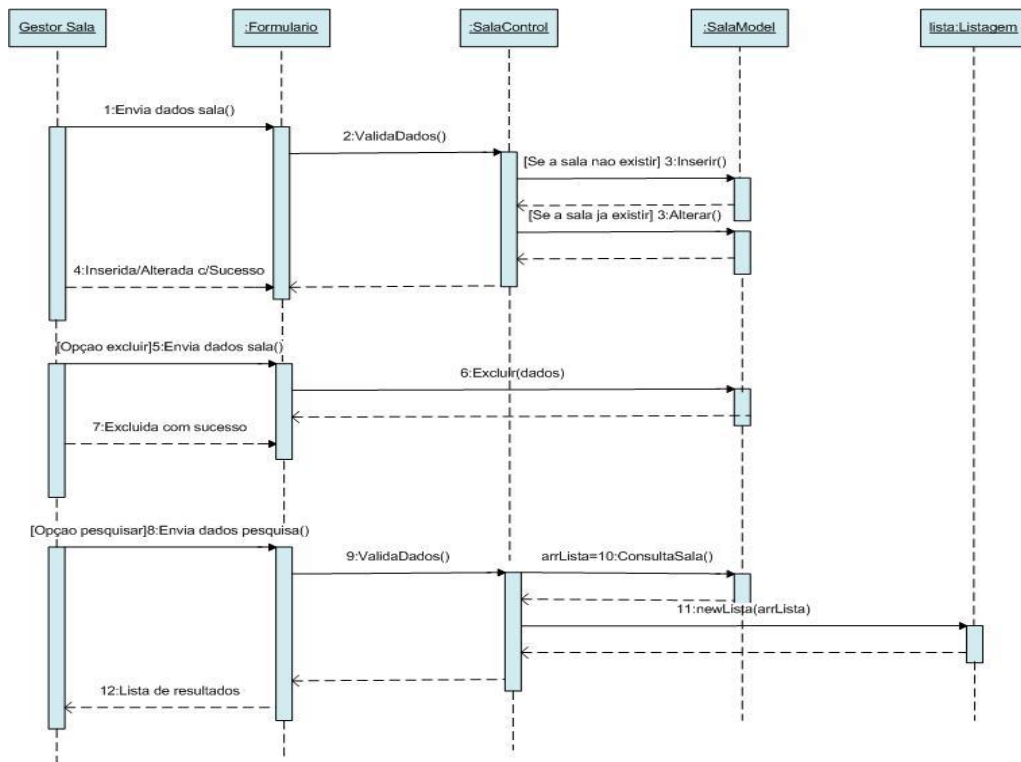 Gestor Sala
:Formulario
:SalaControl
:SalaModel
lista:Listagem
1:Envia dados sala()
2:ValidaDados()
[Se a sala nao existir] 3:Inserir()
[Se a sala ja existir] 3:Alterar()
4:Inserida/Alterada c/Sucesso
[Opçao excluir]5:Envia dados sala()
6:Excluir(dados)
7:Excluida com sucesso
[Opçao pesquisar]8:Envia dados pesquisa()
9:ValidaDados()
arrLista=10:ConsultaSala()
11:newLista(arrLista)
12:Lista de resultados